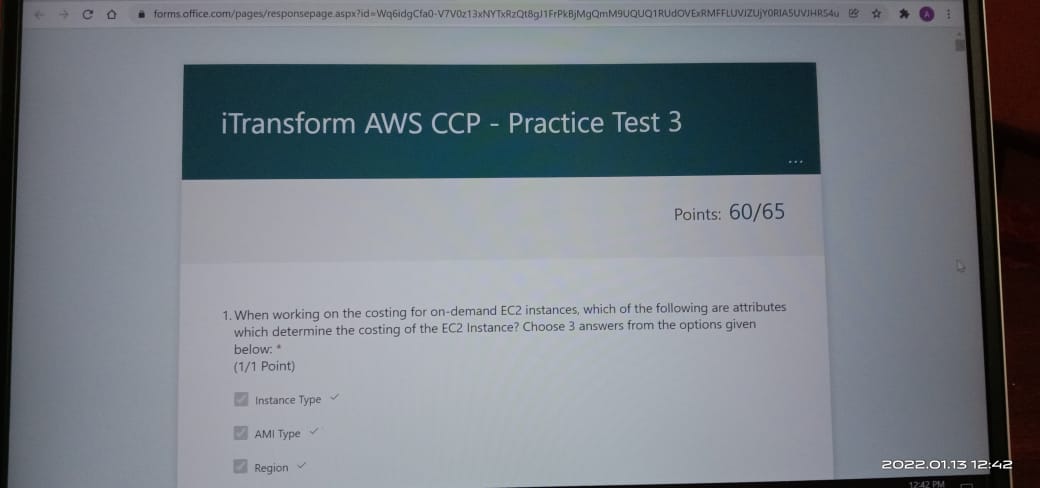 forms.office.com/pages/responsepage.aspx?id=Wq6idgCfa0-V7V0z13xNYTxRzQt8gJ1FrPkBjMgQmM9UQUQ1RUdOVExRMFFLUVJZUjY0RIA5UVJHRS4u
A
iTransform AWS CCP - Practice Test 3
...
Points: 60/65
1. When working on the costing for on-demand EC2 instances, which of the following are attributes
which determine the costing of the EC2 Instance? Choose 3 answers from the options given
below: *
(1/1 Point)
Instance Type
AMI Type
Region
2022.01.13 12:42
12:42 PM